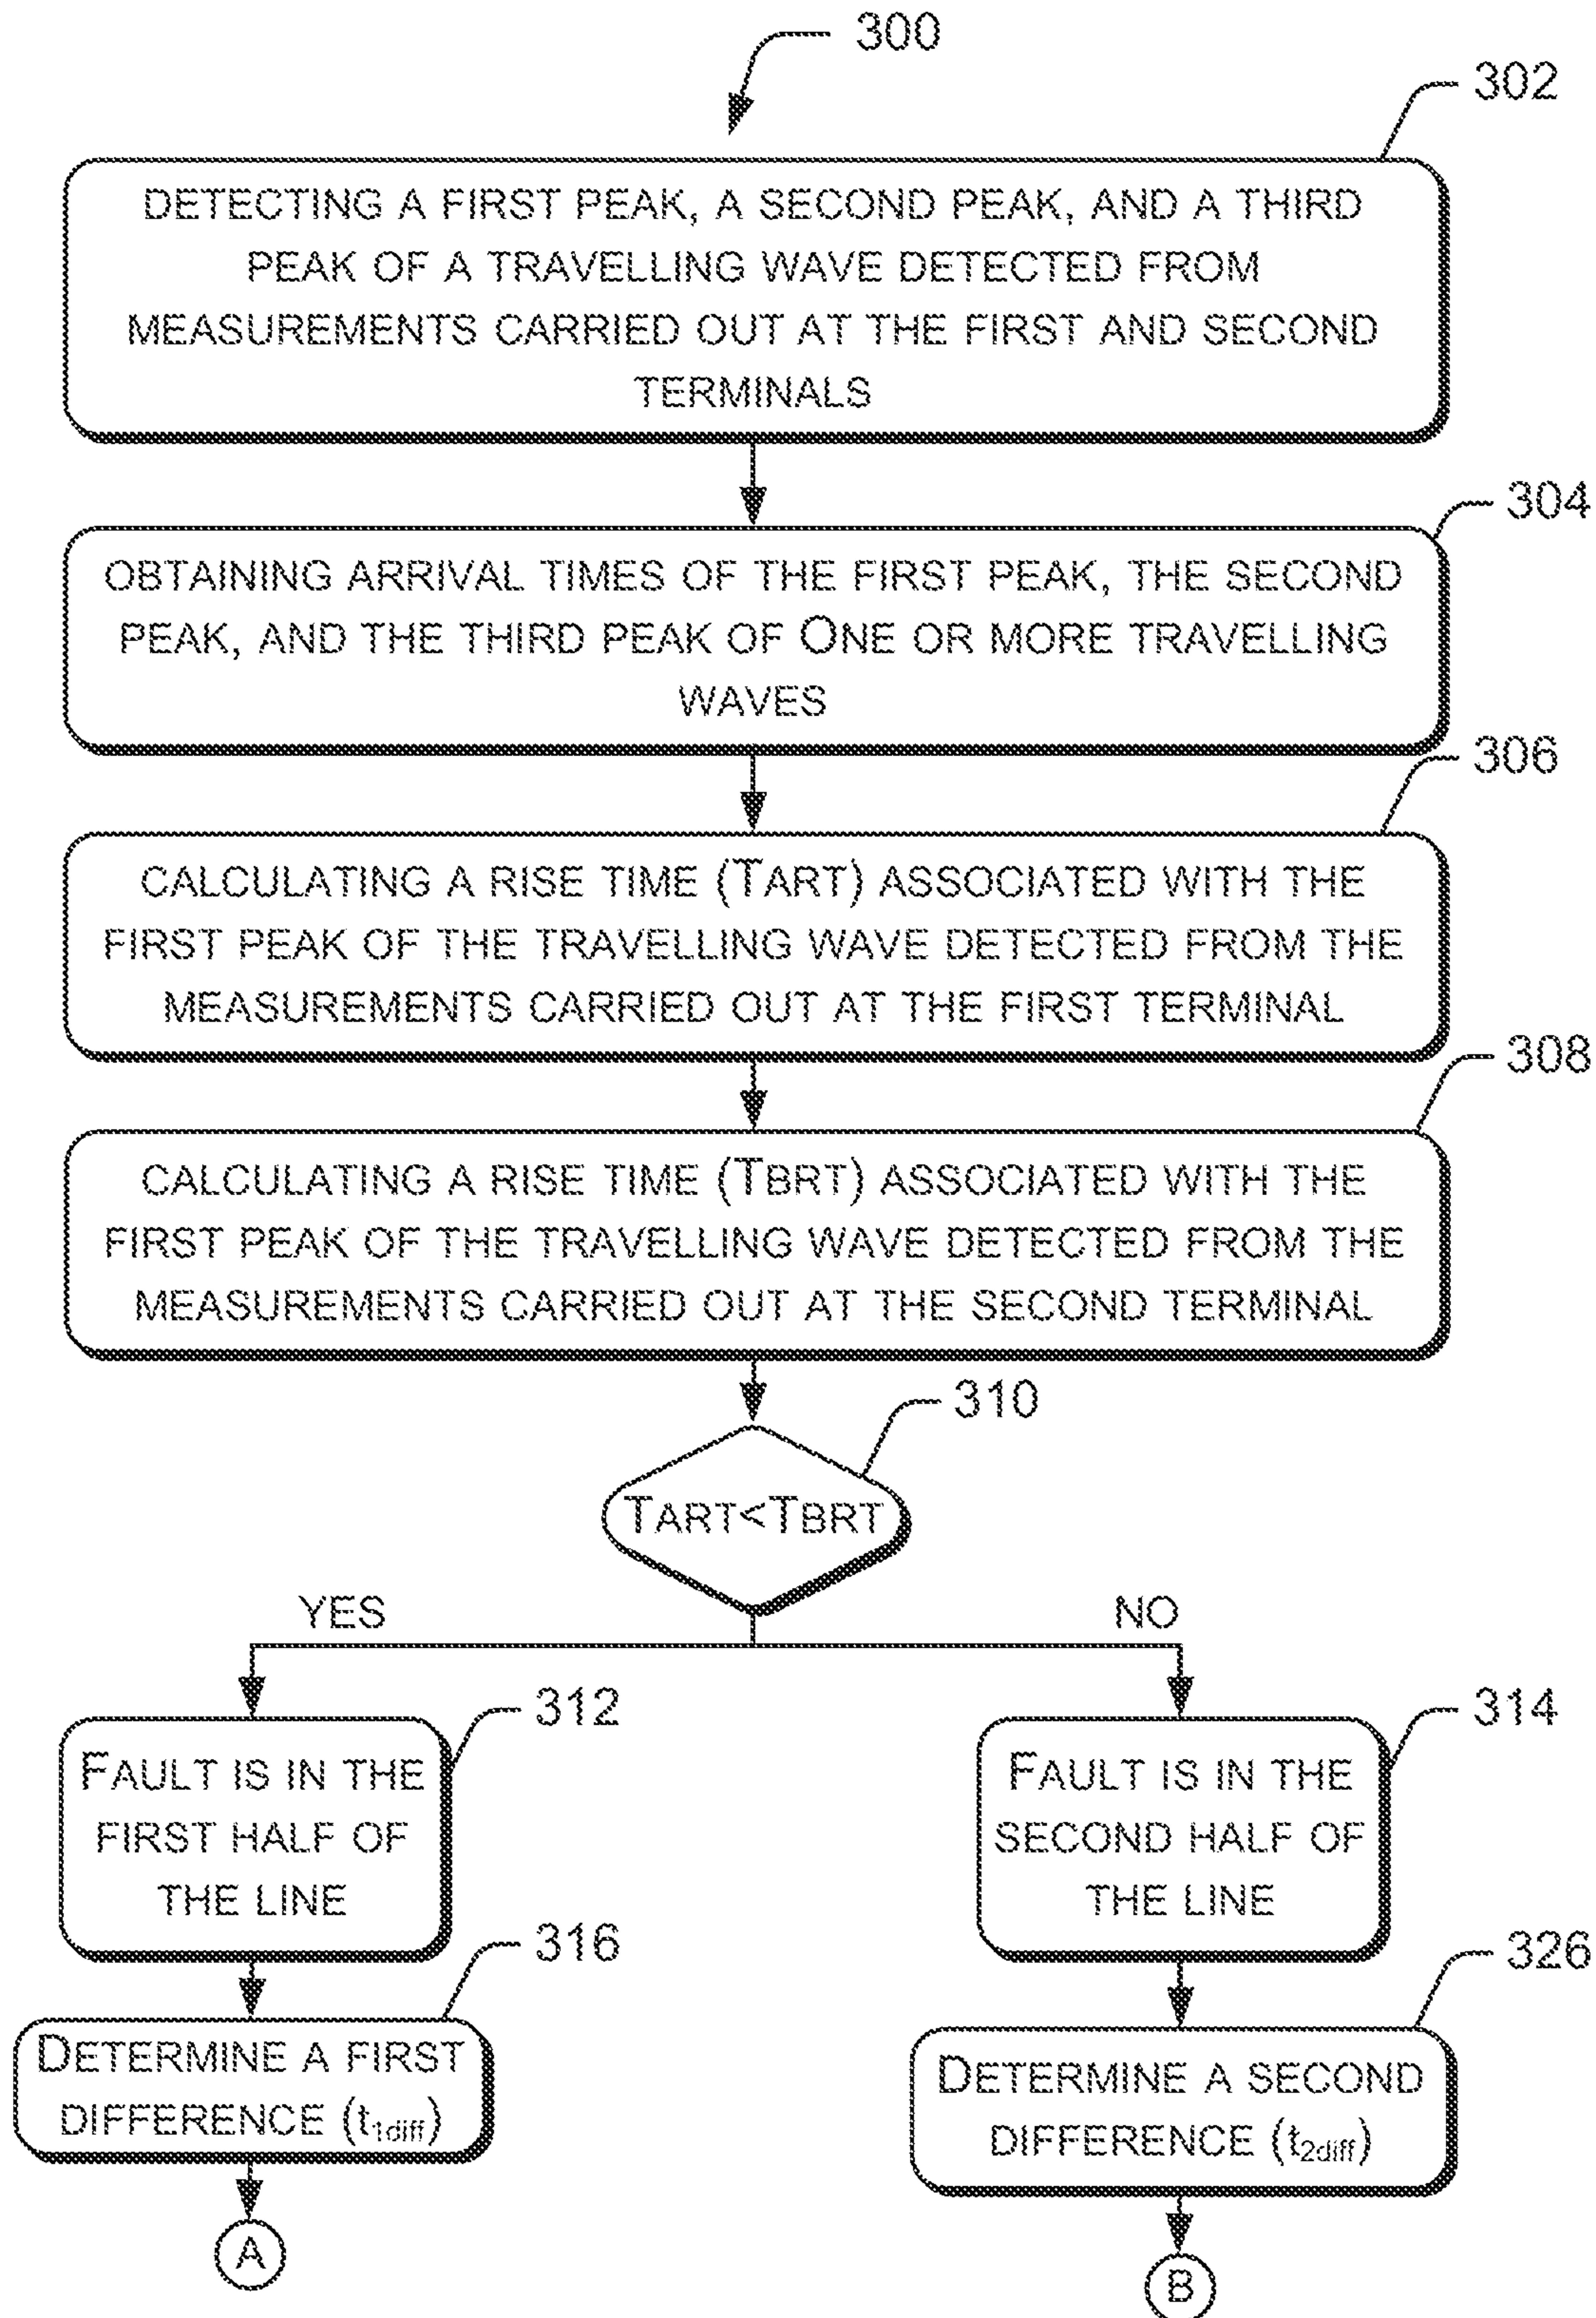 300
302
DETECTING A FIRST PEAK, A SECOND PEAK, AND A THIRD
PEAK OF A TRAVELLING WAVE DETECTED FROM
MEASUREMENTS CARRIED OUT AT THE FIRST AND SECOND
TERMINALS
304
OBTAINING ARRIVAL TIMES OF THE FIRST PEAK, THE SECOND
PEAK, AND THE THIRD PEAK OF ONE OR MORE TRAVELLING
WAVES
306
CALCULATING A RISE TIME (TART) ASSOCIATED WITH THE
FIRST PEAK OF THE TRAVELLING WAVE DETECTED FROM THE
MEASUREMENTS CARRIED OUT AT THE FIRST TERMINAL
308
CALCULATING A RISE TIME (TBRT) ASSOCIATED WITH THE
FIRST PEAK OF THE TRAVELLING WAVE DETECTED FROM THE
MEASUREMENTS CARRIED OUT AT THE SECOND TERMINAL
310
TART<TBRT
YES
NO
312
FAULT IS IN THE
FIRST HALF OF
THE LINE
314
FAULT IS IN THE
SECOND HALF OF
THE LINE
316
DETERMINE A FIRST
DIFFERENCE (t1diff)
326
DETERMINE A SECOND
DIFFERENCE (t2diff)
A
B